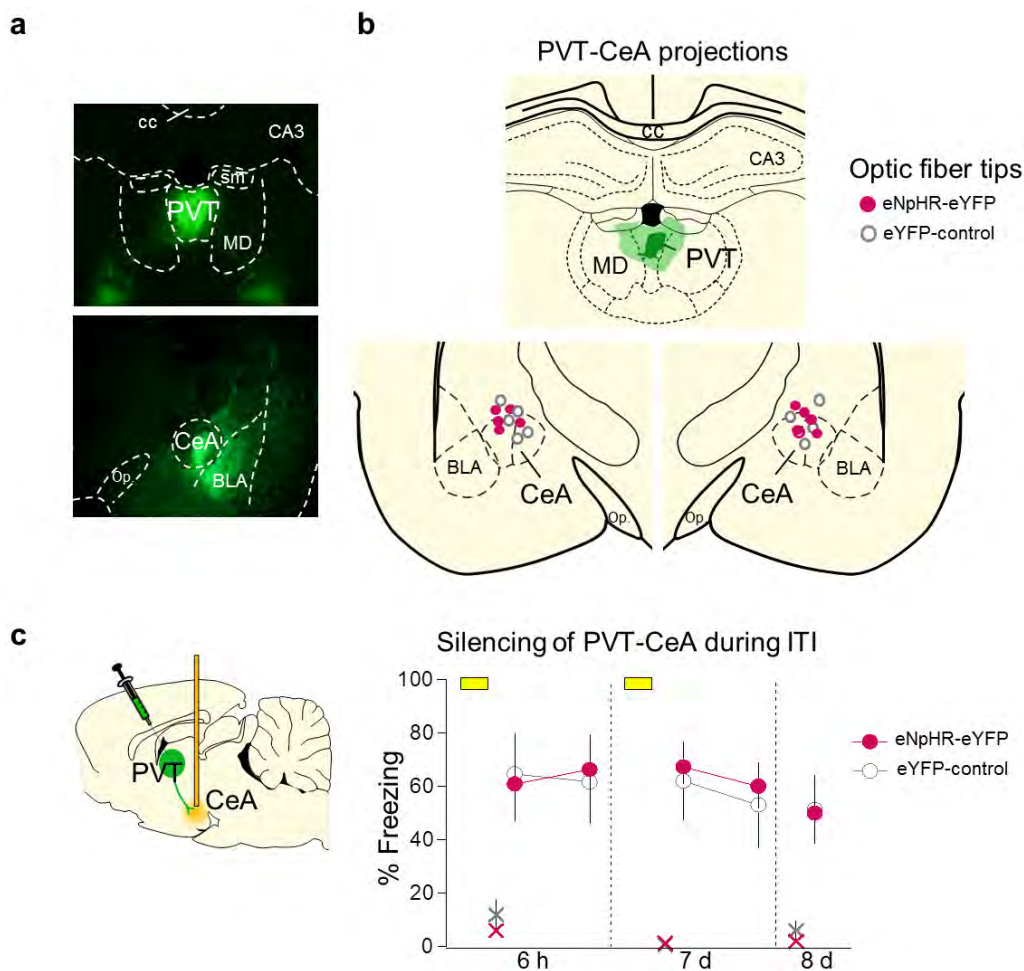 a
cc
CA3
sm
PVT
MD
CeA
Op.
BLA
b
PVT-CeA projections
cc
CA3
MD
PVT
Optic fiber tips
eNpHR-eYFP
eYFP-control
BLA
CeA
Op.
CeA
BLA
Op.
c
PVT
CeA
Silencing of PVT-CeA during ITI
% Freezing
100
80
60
40
20
0
6 h
7 d
8 d
eNpHR-eYFP
eYFP-control